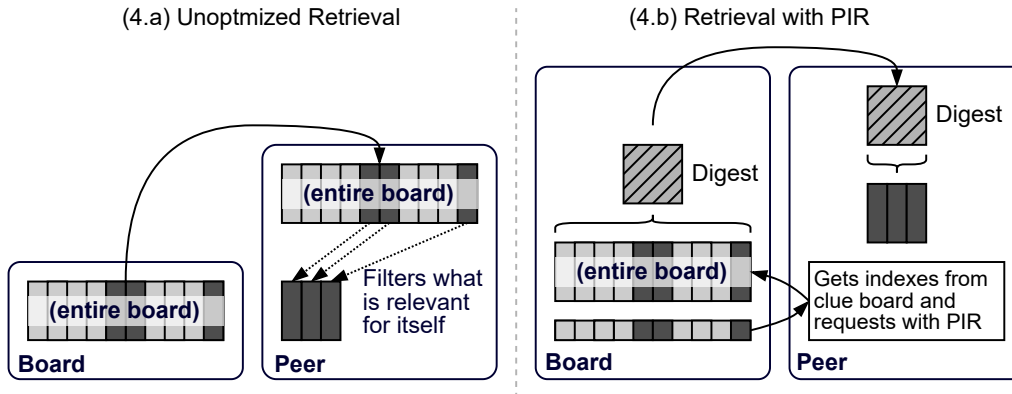 (4.a) Unoptmized Retrieval
(entire board)
Filters what
is relevant
for itself
(entire board)
Board
Peer
(4.b) Retrieval with PIR
Digest
Digest
(entire board)
Gets indexes from
clue board and
requests with PIR
Board
Peer